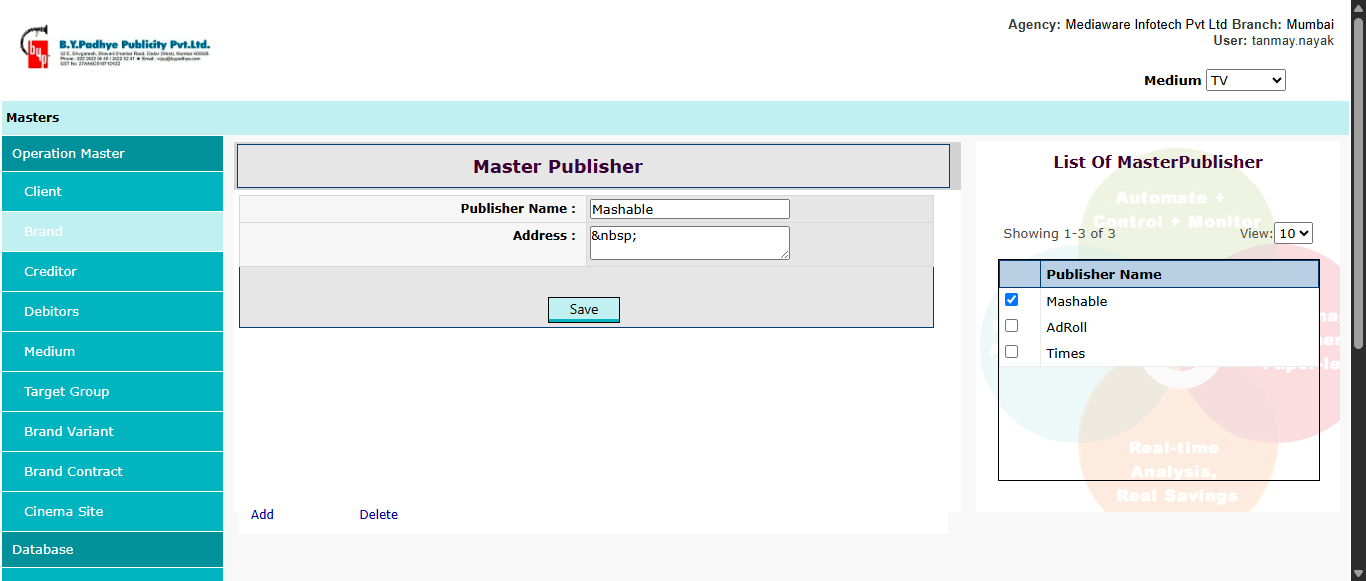 B.Y.Padhye Publicity Pvt.Ltd.
Agency: Mediaware Infotech Pvt Ltd Branch: Mumbai
User: tanmay.nayak
Medium TV
Masters
Operation Master
Client
Brand
Creditor
Debitors
Medium
Target Group
Brand Variant
Brand Contract
Cinema Site
Database
Master Publisher
Publisher Name : Mashable
Address : &nbsp;
Save
Add Delete
List Of MasterPublisher
Automate +
Control + Monitor
Showing 1-3 of 3 View: 10
Publisher Name
Mashable
AdRoll
Times
Real-time
Analysis,
Real Savings